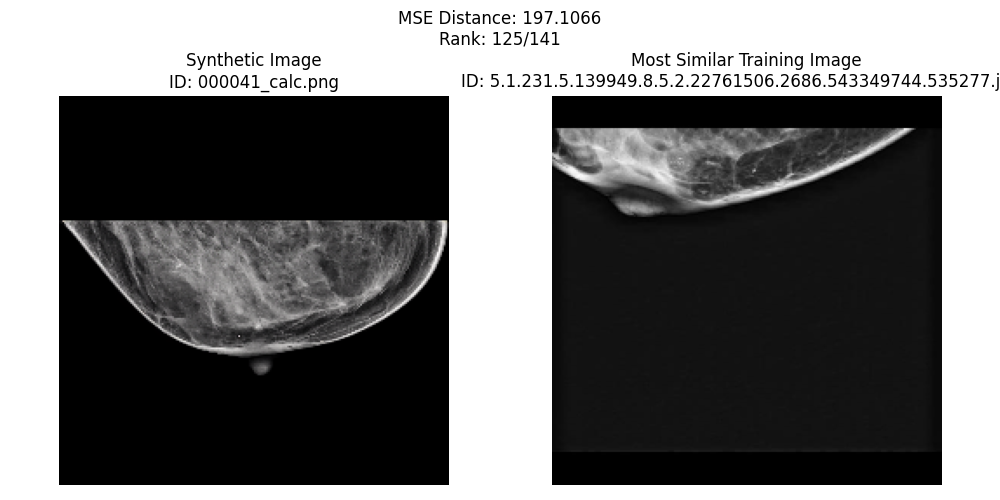 MSE Distance: 197.1066
Rank: 125/141
Synthetic Image
ID: 000041_calc.png
Most Similar Training Image
ID: 5.1.231.5.139949.8.5.2.22761506.2686.543349744.535277.j